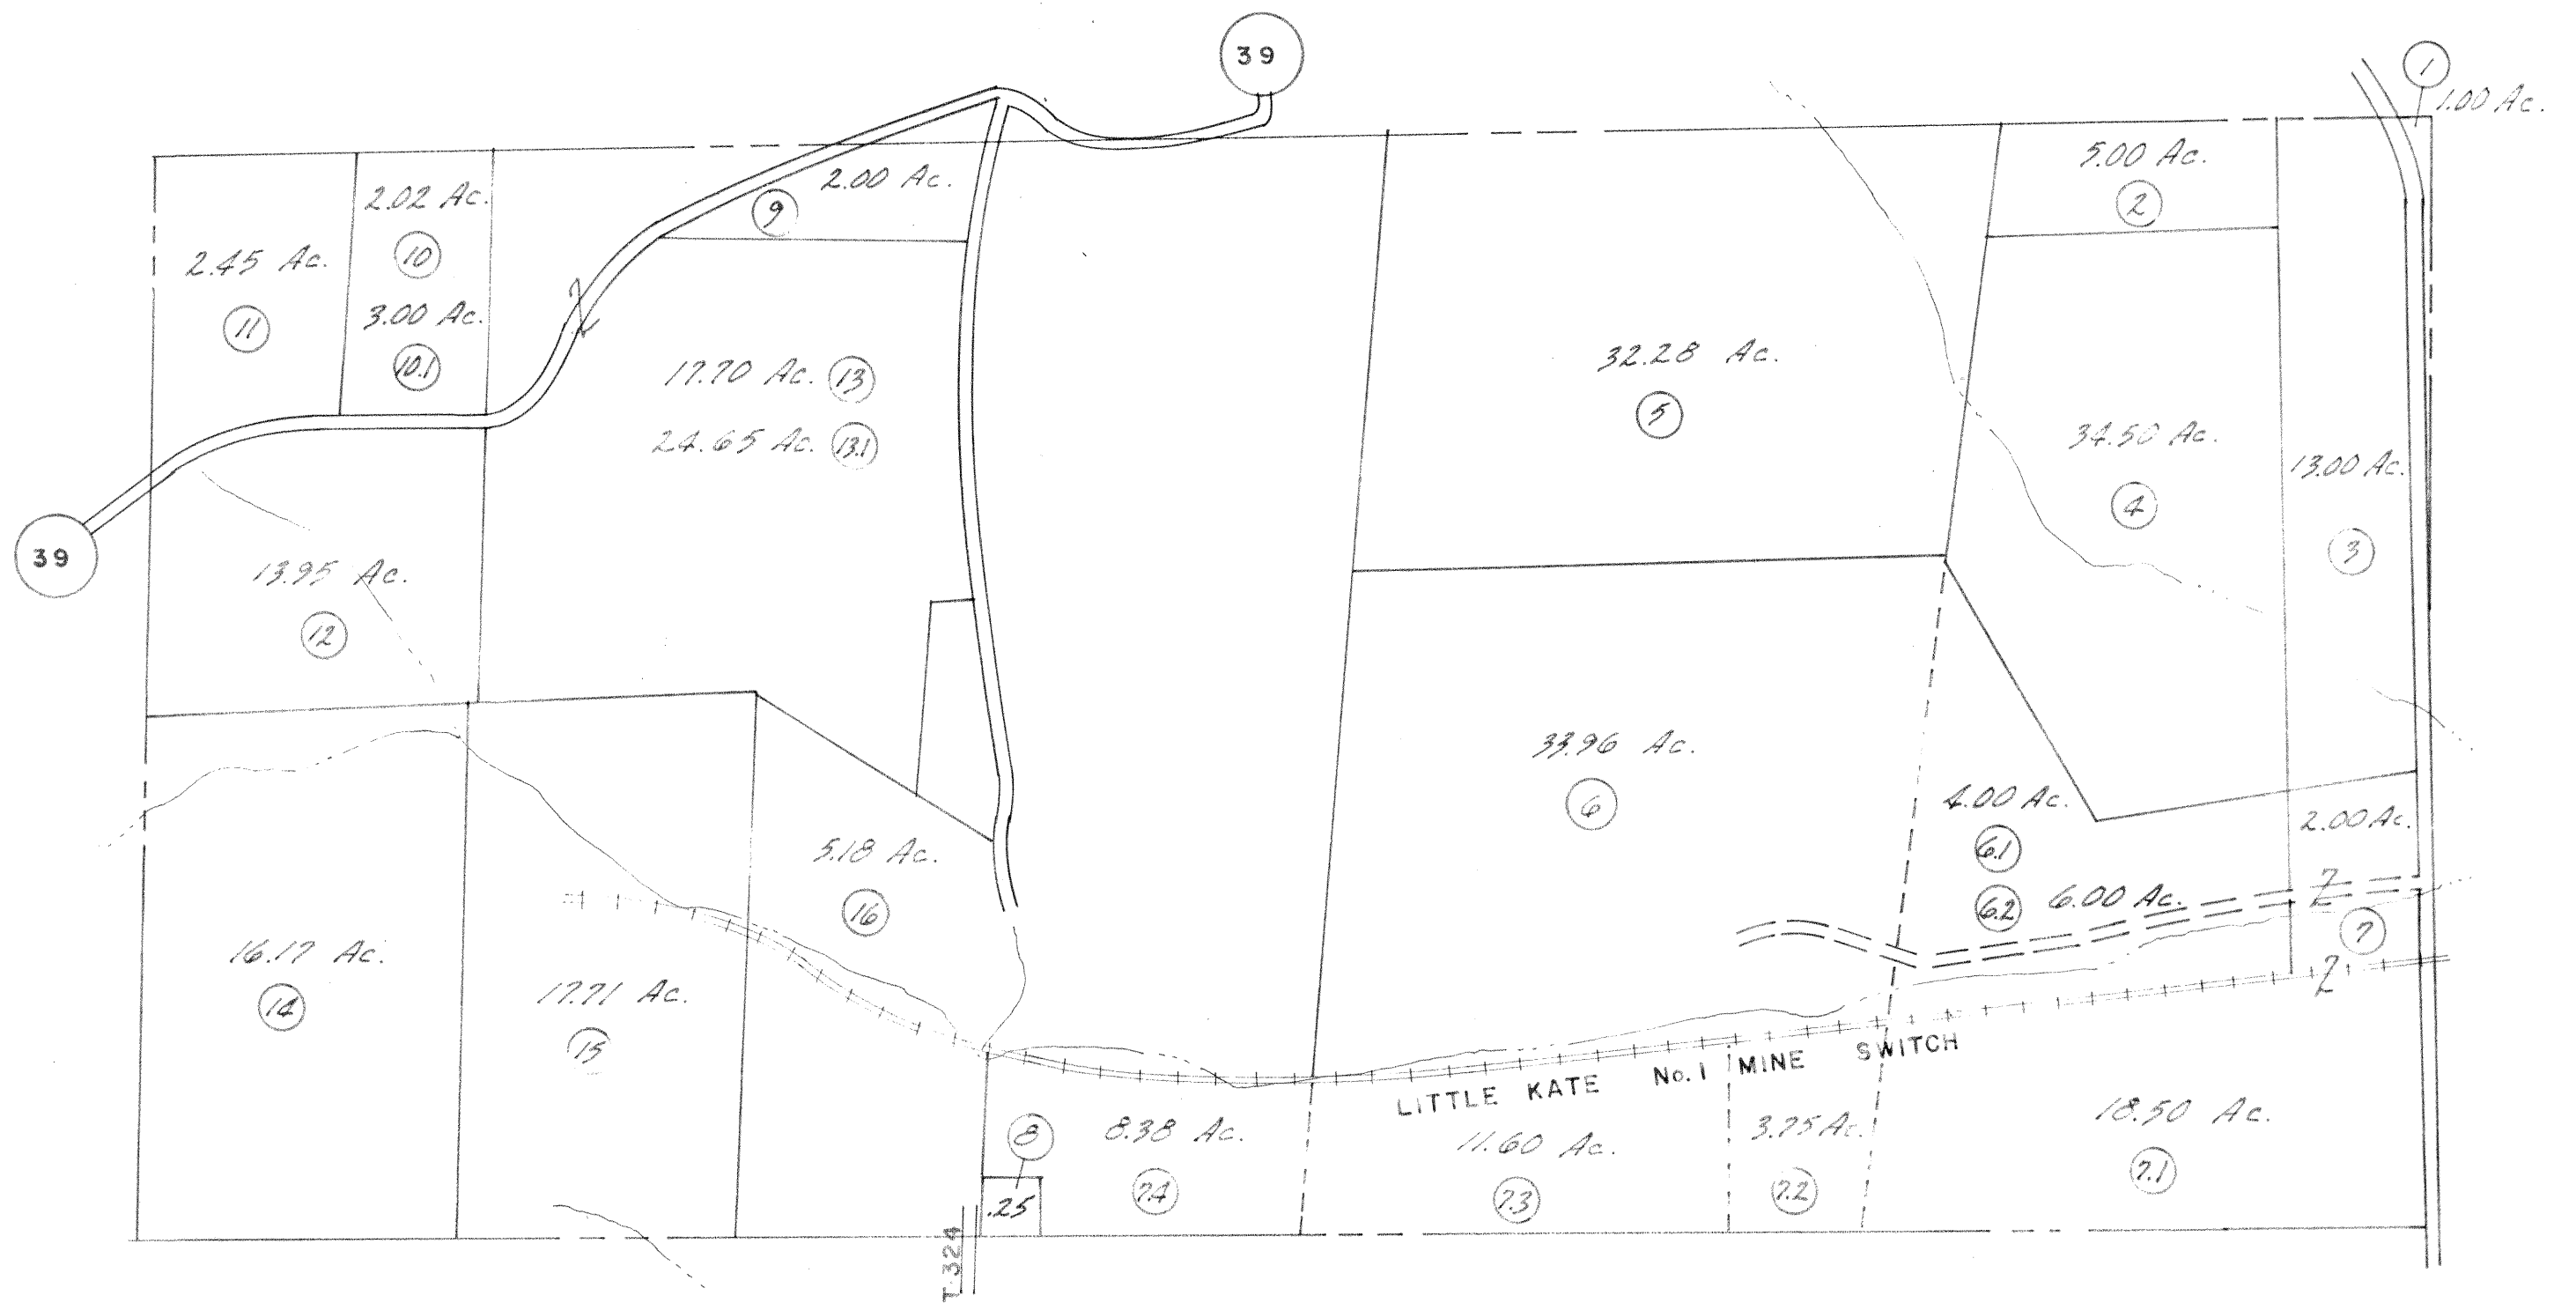 39
1
1.00 Ac.
5.00 Ac.
2
2.00 Ac.
9
2.02 Ac.
10
3.00 Ac.
10.1
2.45 Ac.
11
17.70 Ac. 13
24.65 Ac. 13.1
32.28 Ac.
5
34.50 Ac.
4
13.00 Ac.
3
39
13.95 Ac.
12
33.96 Ac.
6
4.00 Ac.
6.1
6.2 6.00 Ac.
2.00 Ac.
7
5.18 Ac.
16
16.17 Ac.
14
17.71 Ac.
15
LITTLE KATE No. 1 MINE SWITCH
8
8.38 Ac.
7.4
11.60 Ac.
7.3
3.75 Ac.
7.2
18.50 Ac.
7.1
.25
T-324